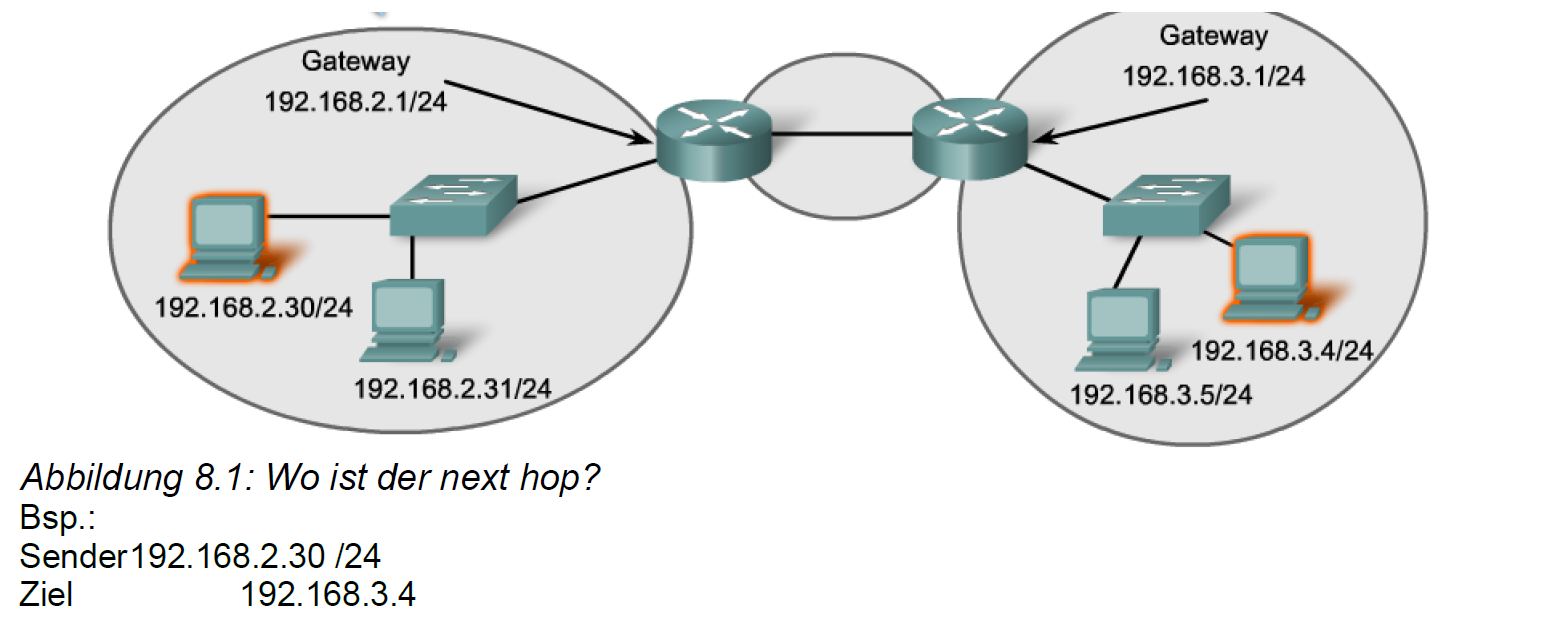 Gateway
192.168.2.1/24
Gateway
192.168.3.1/24
192.168.2.30/24
192.168.2.31/24
192.168.3.4/24
192.168.3.5/24
Abbildung 8.1: Wo ist der next hop?
Bsp.:
Sender192.168.2.30 /24
Ziel 192.168.3.4